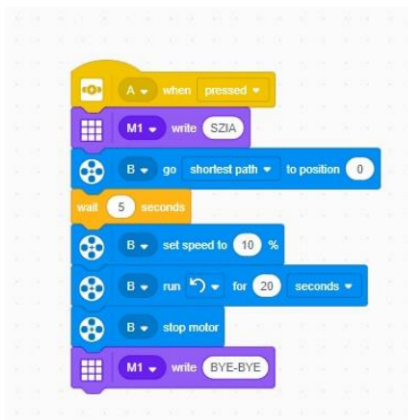 A when pressed
M1 write SZIA
B go shortest path to position 0
wait 5 seconds
B set speed to 10 %
B run for 20 seconds
B stop motor
M1 write BYE-BYE